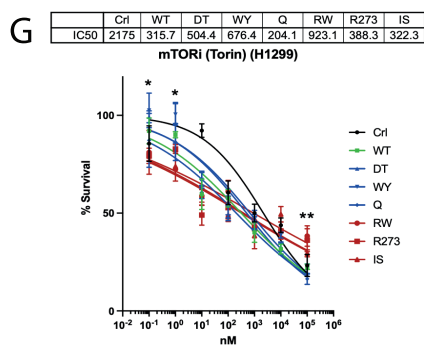 G
Crl WT DT WY Q RW R273 IS
IC50 2175 315.7 504.4 676.4 204.1 923.1 388.3 322.3
mTORi (Torin) (H1299)
* * **
% Survival
100
50
0
10-2 10-1 100 101 102 103 104 105 106
nM
Crl
WT
DT
WY
Q
RW
R273
IS